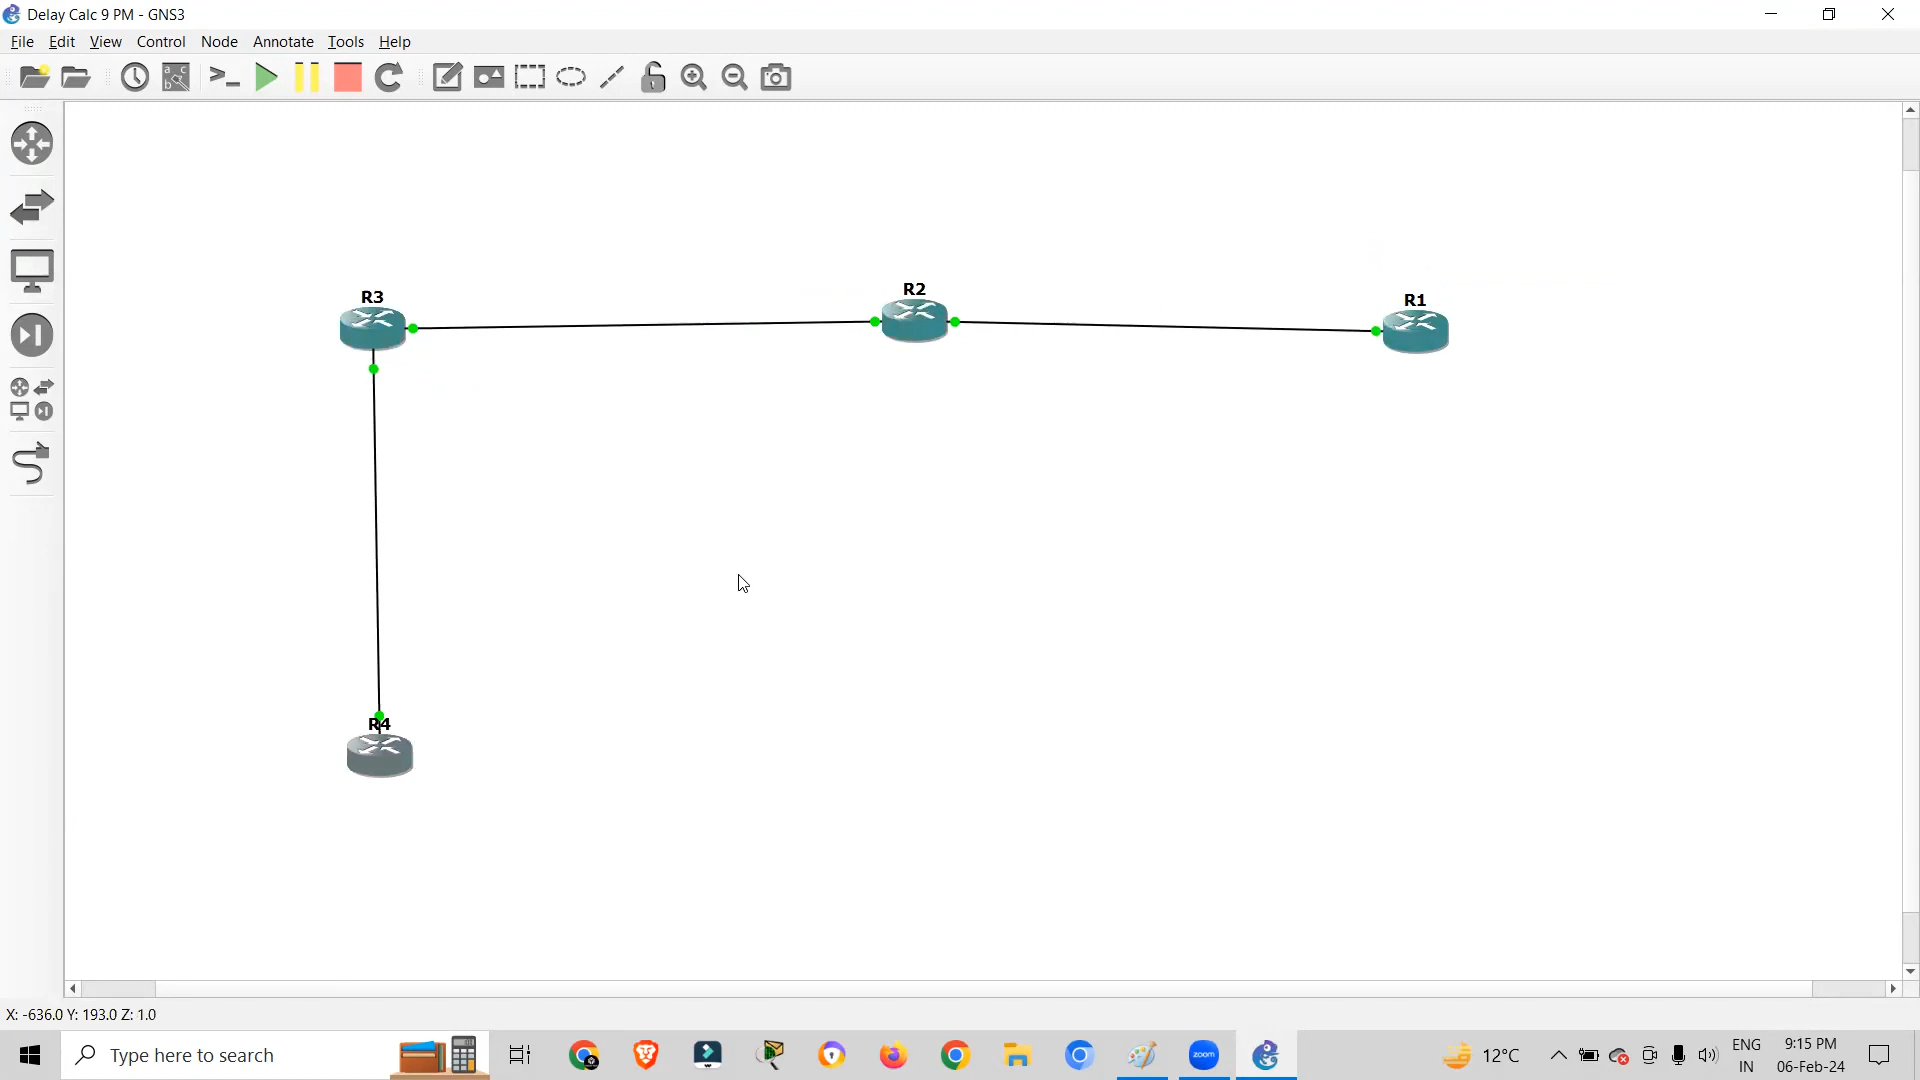 Delay Calc 9 PM - GNS3
File Edit View Control Node Annotate Tools Help
R3
R2
R1
R4
X: -636.0 Y: 193.0 Z: 1.0
Type here to search
zoom
12°C
ENG
IN
9:15 PM
06-Feb-24